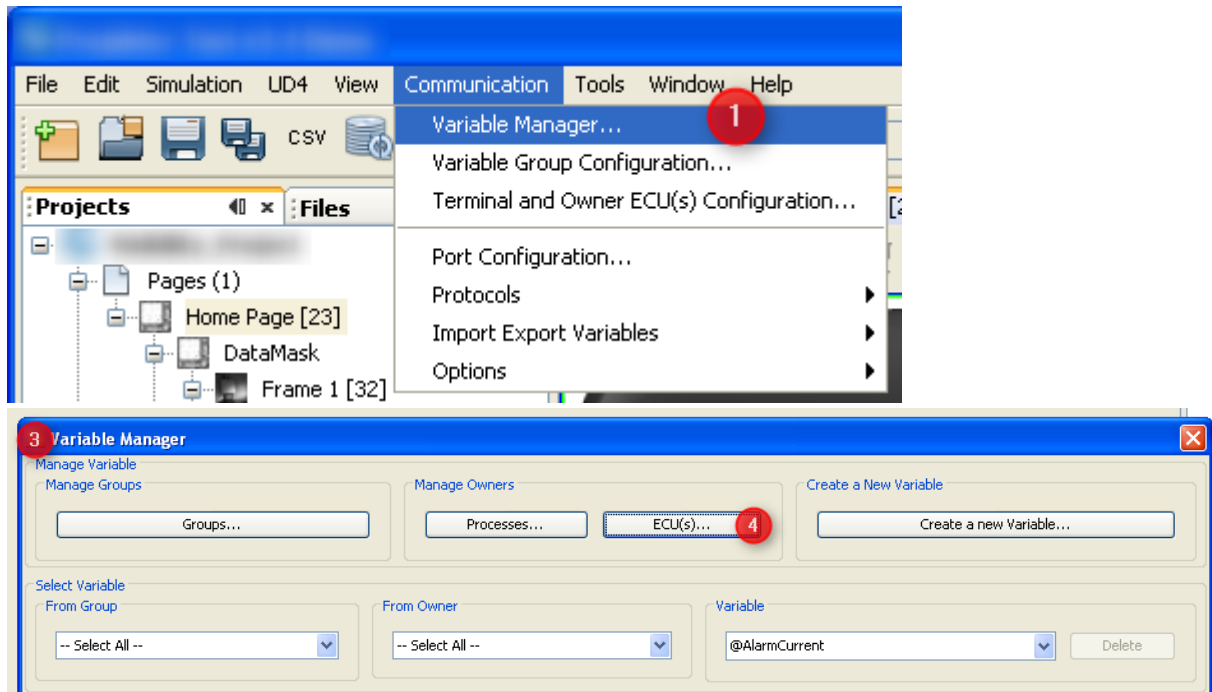 File Edit Simulation UD4 View Communication Tools Window Help
1
Variable Manager...
CSV
Variable Group Configuration...
Projects
Files
Terminal and Owner ECU(s) Configuration...
Pages (1)
Port Configuration...
Home Page [23]
Protocols
DataMask
Import Export Variables
Frame 1 [32]
Options
3 Variable Manager
Manage Variable
Manage Groups Manage Owners Create a New Variable
Groups... Processes... ECU(s)... 4 Create a new Variable...
Select Variable
From Group From Owner Variable
-- Select All -- -- Select All -- @AlarmCurrent Delete